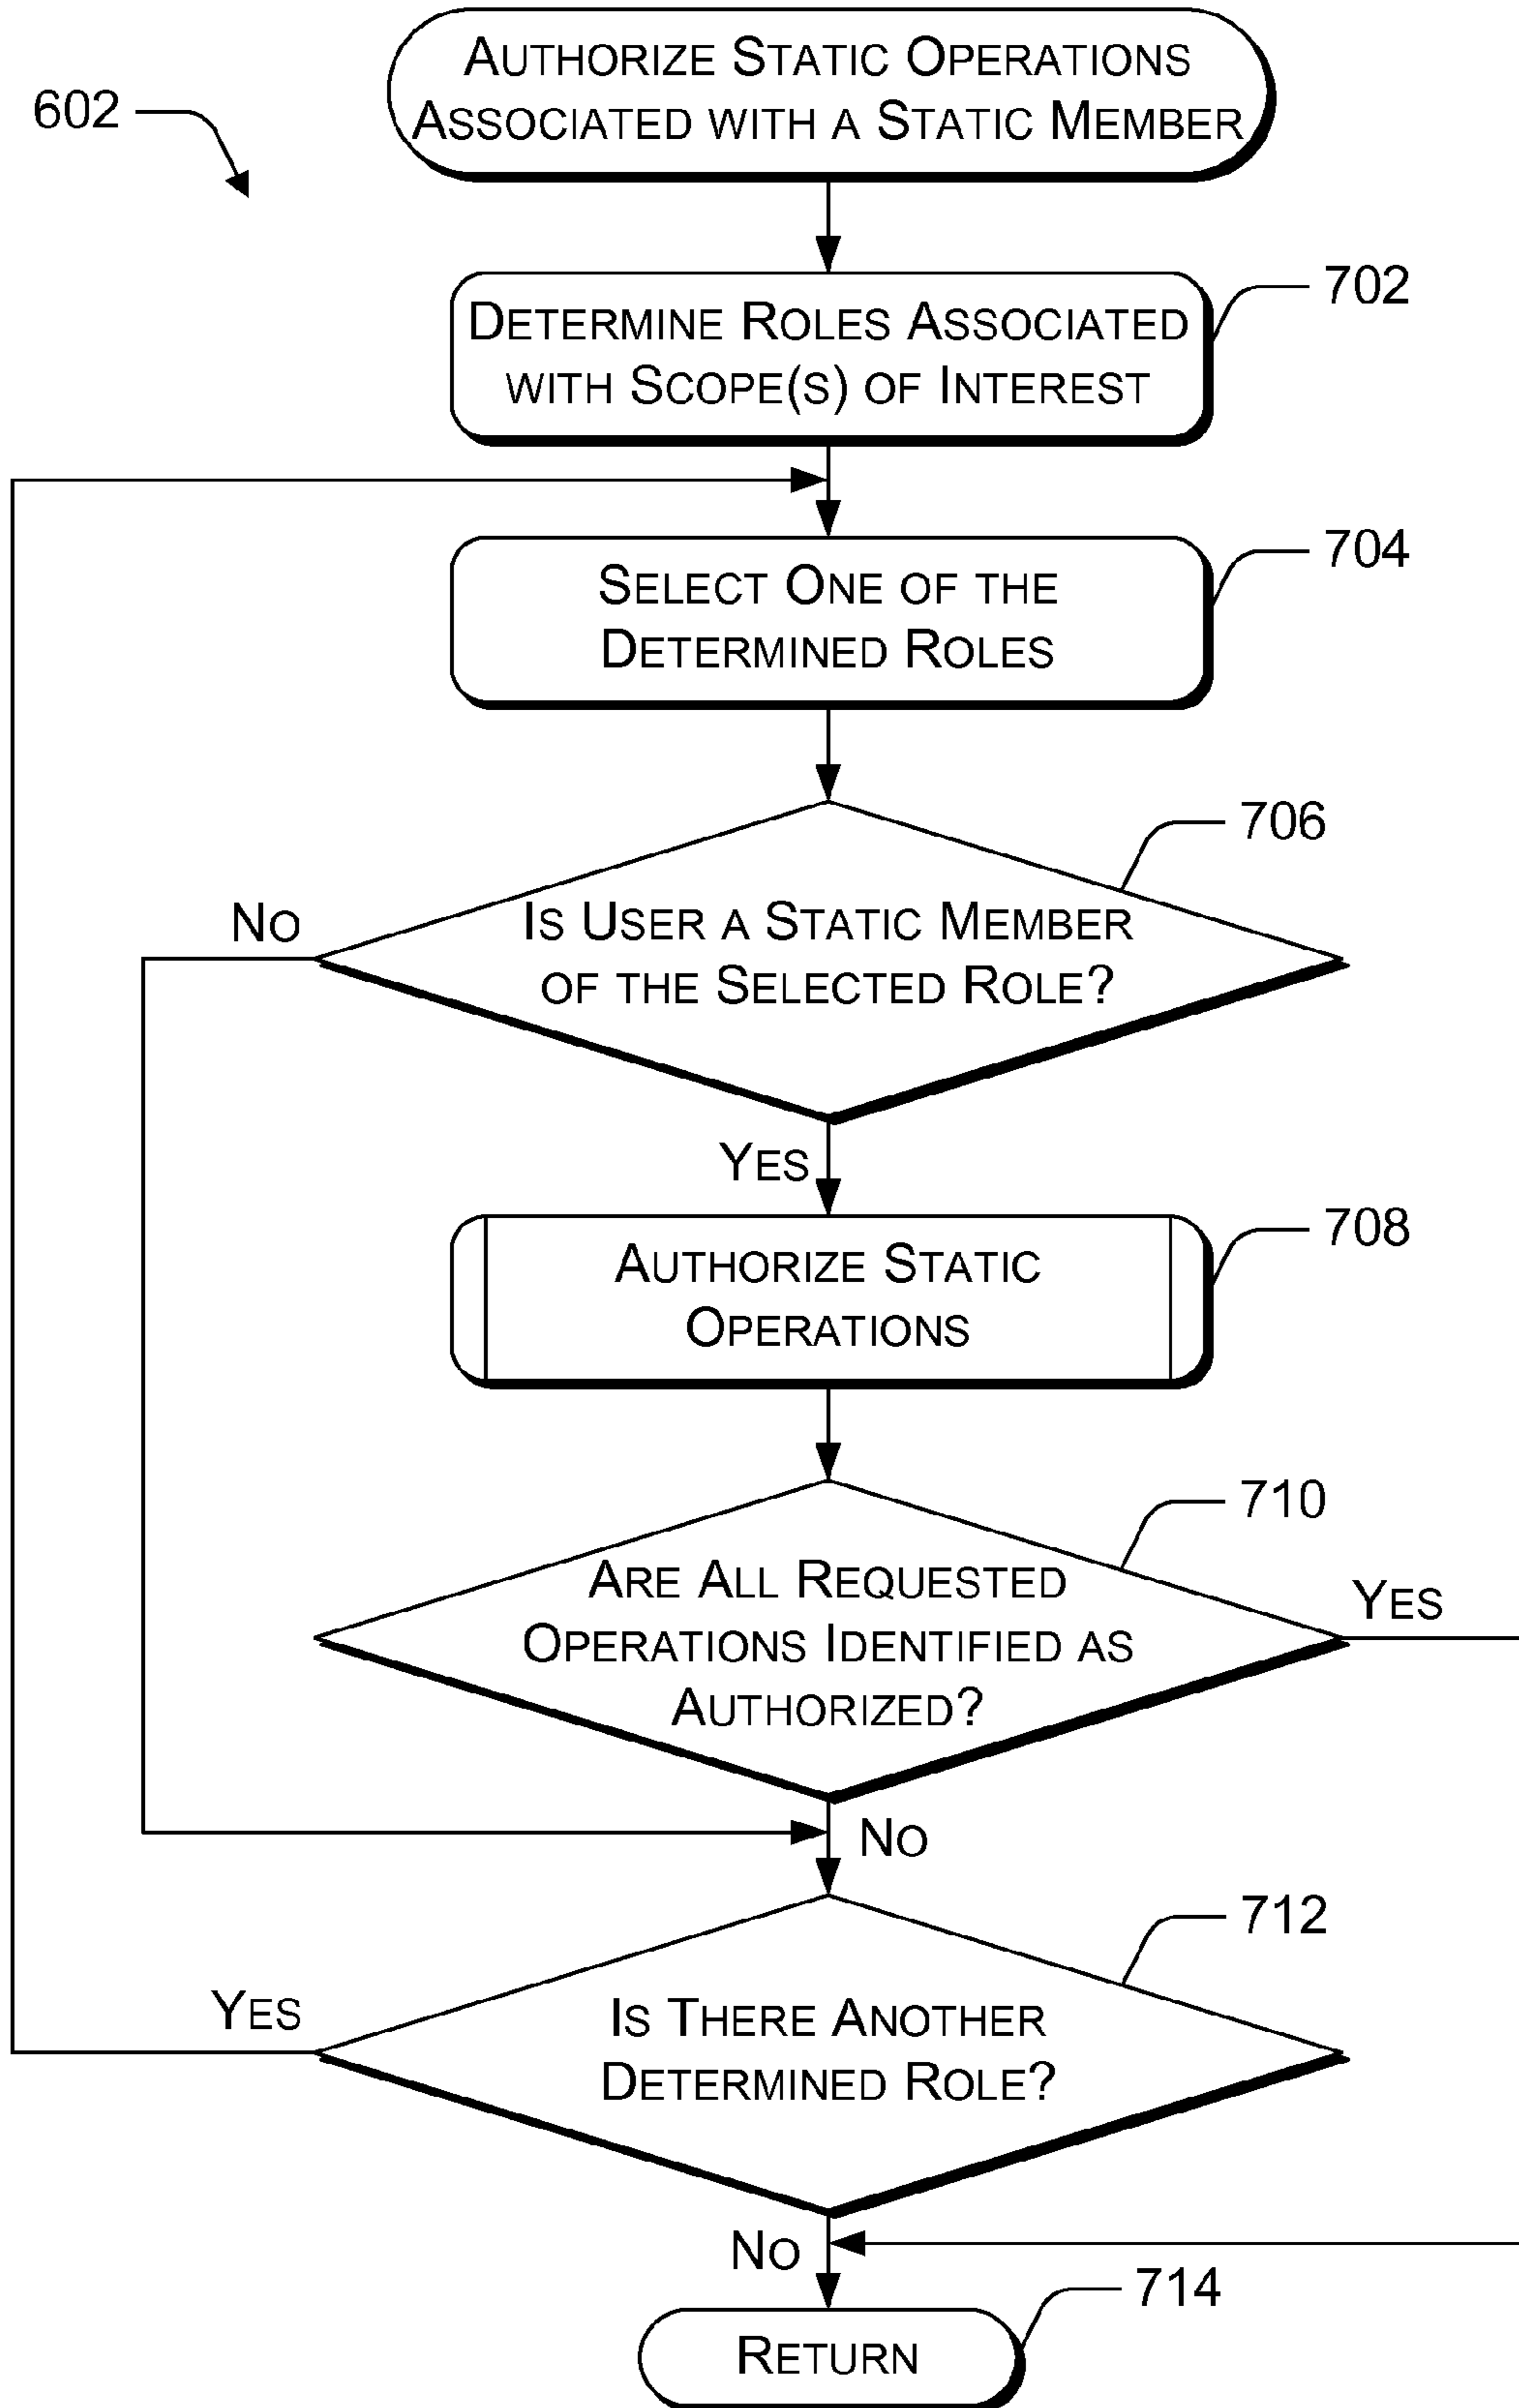 AUTHORIZE STATIC OPERATIONS
ASSOCIATED WITH A STATIC MEMBER
602
DETERMINE ROLES ASSOCIATED
WITH SCOPE(S) OF INTEREST
702
SELECT ONE OF THE
DETERMINED ROLES
704
706
NO
IS USER A STATIC MEMBER
OF THE SELECTED ROLE?
YES
AUTHORIZE STATIC
OPERATIONS
708
710
ARE ALL REQUESTED
OPERATIONS IDENTIFIED AS
AUTHORIZED?
YES
NO
712
YES
IS THERE ANOTHER
DETERMINED ROLE?
NO
714
RETURN